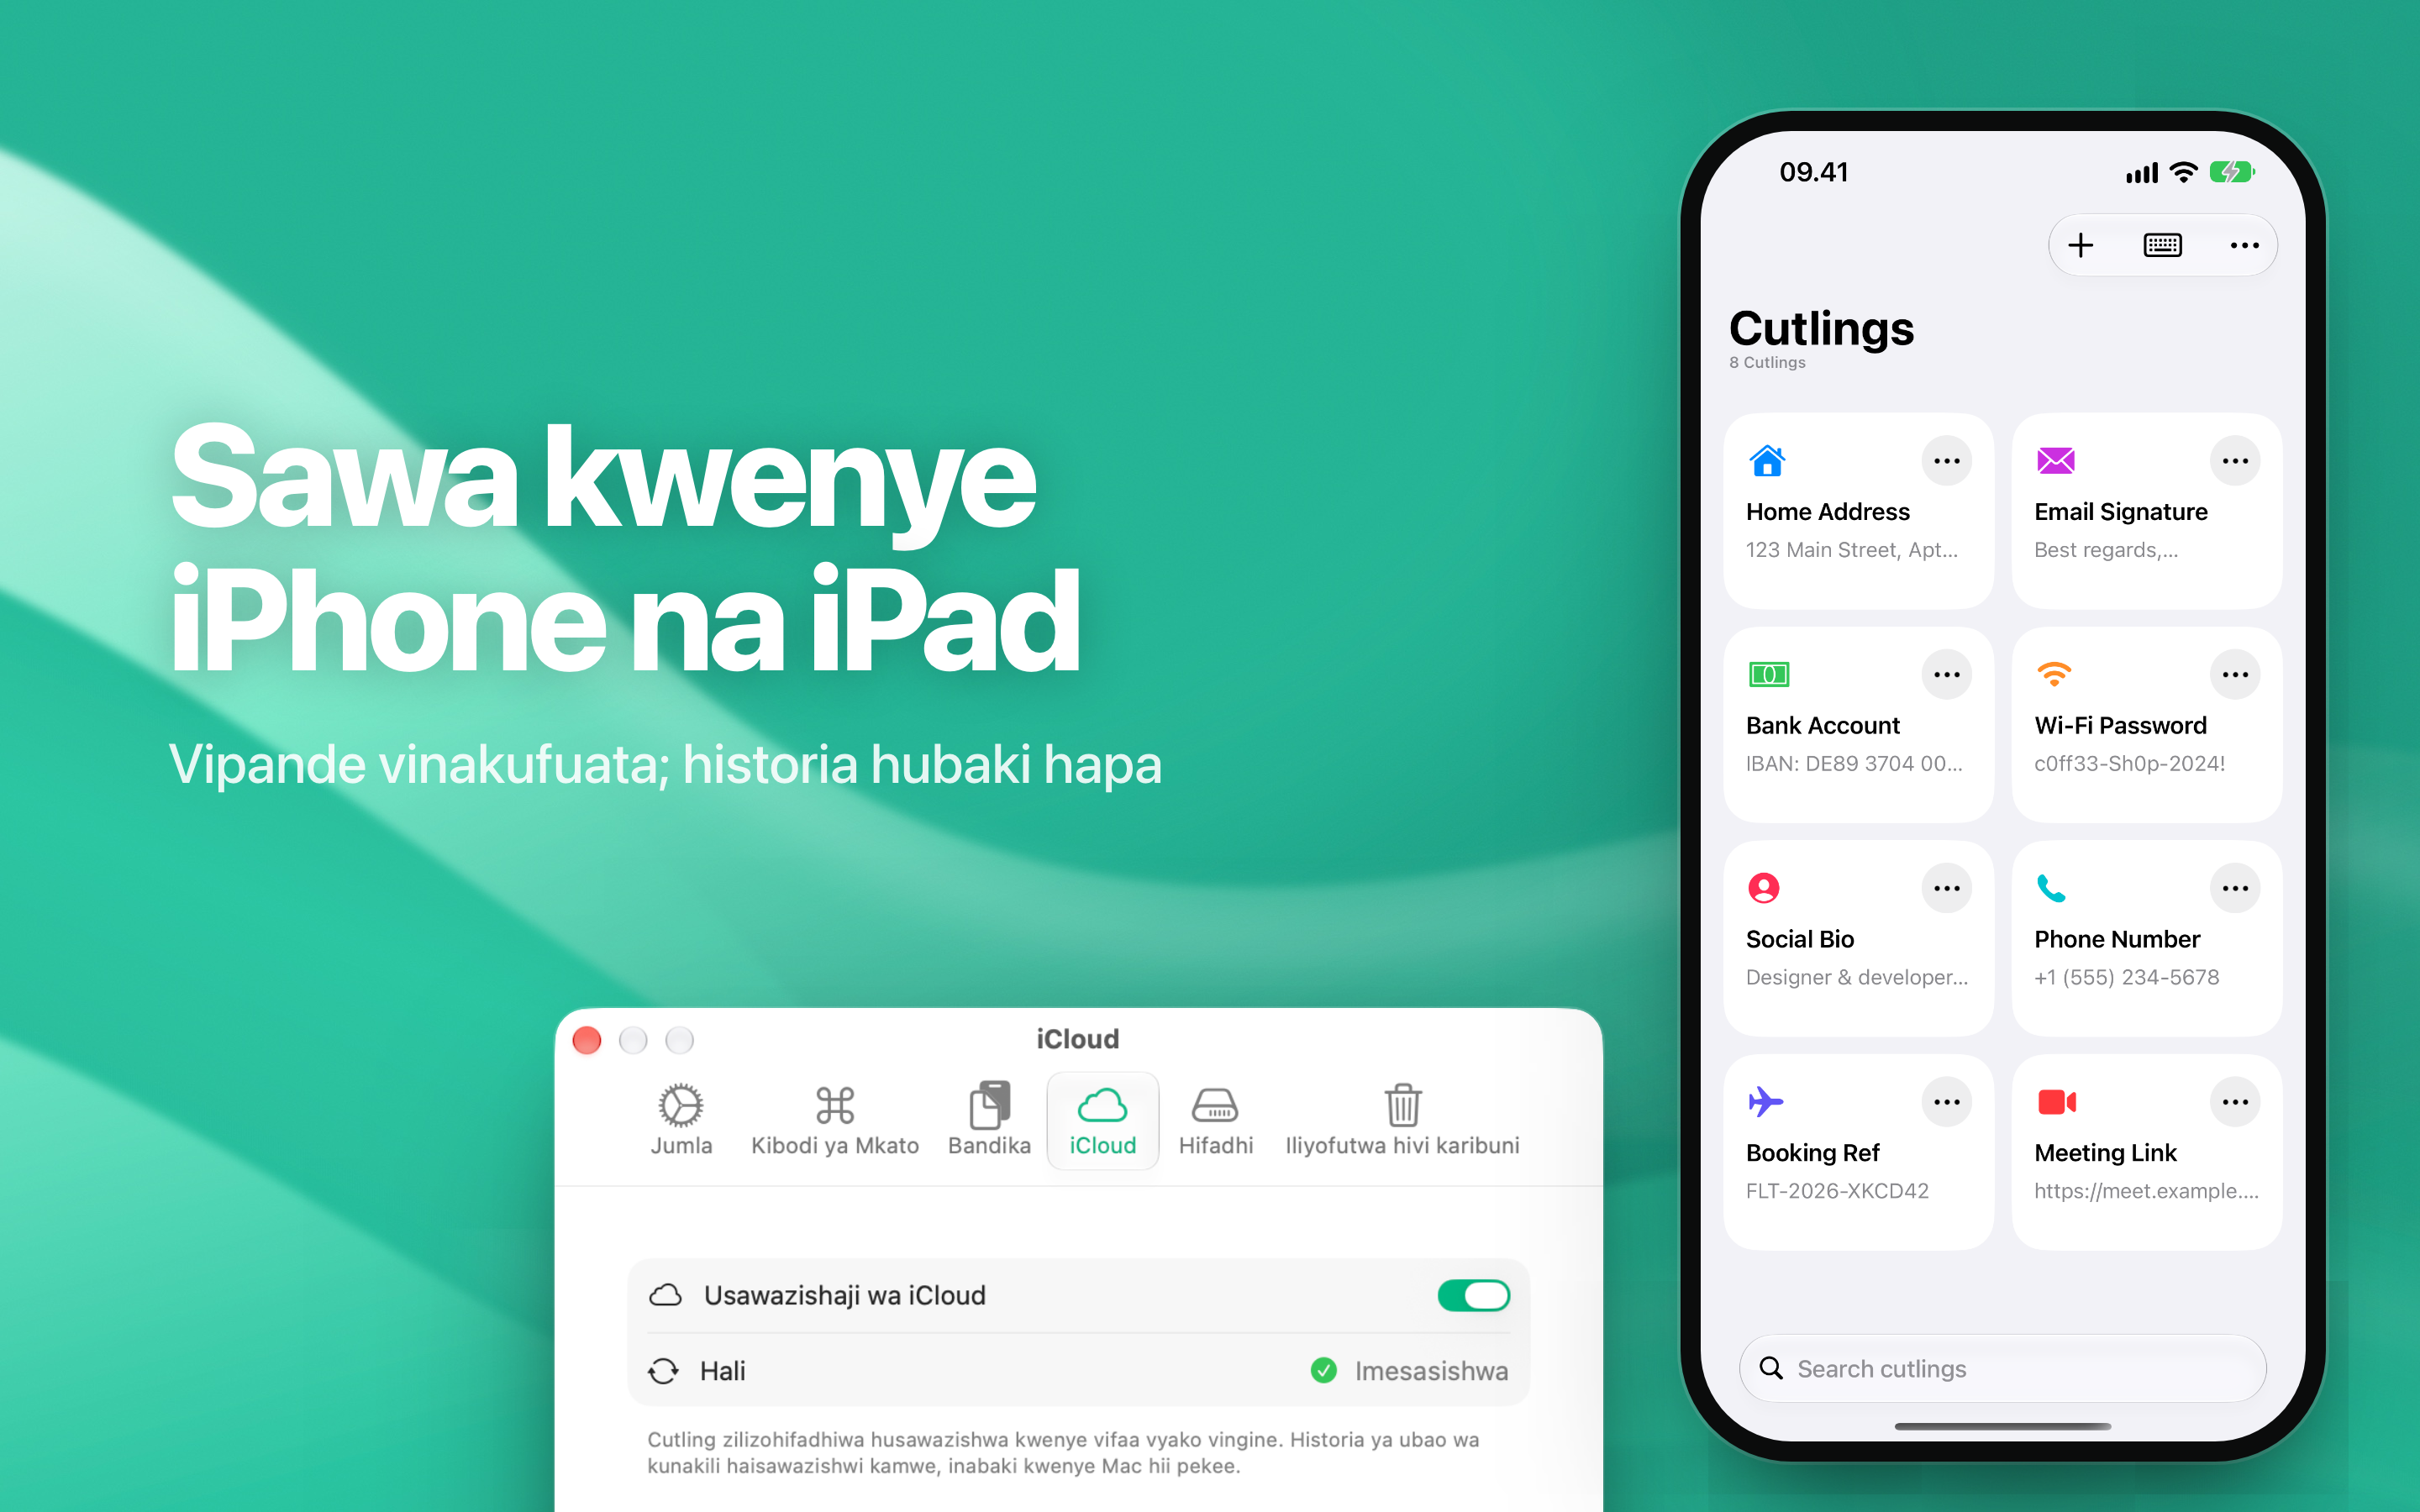 Sawa kwenye
iPhone na iPad
Vipande vinakufuata; historia hubaki hapa
09.41
Cutlings
8 Cutlings
Home Address
123 Main Street, Apt...
Email Signature
Best regards,...
Bank Account
IBAN: DE89 3704 00...
Wi-Fi Password
c0ff33-Sh0p-2024!
Social Bio
Designer & developer...
Phone Number
+1 (555) 234-5678
Booking Ref
FLT-2026-XKCD42
Meeting Link
https://meet.example....
Search cutlings
iCloud
Jumla
Kibodi ya Mkato
Bandika
iCloud
Hifadhi
Iliyofutwa hivi karibuni
Usawazishaji wa iCloud
Hali
Imesasishwa
Cutling zilizohifadhiwa husawazishwa kwenye vifaa vyako vingine. Historia ya ubao wa
kunakili haisawazishwi kamwe, inabaki kwenye Mac hii pekee.